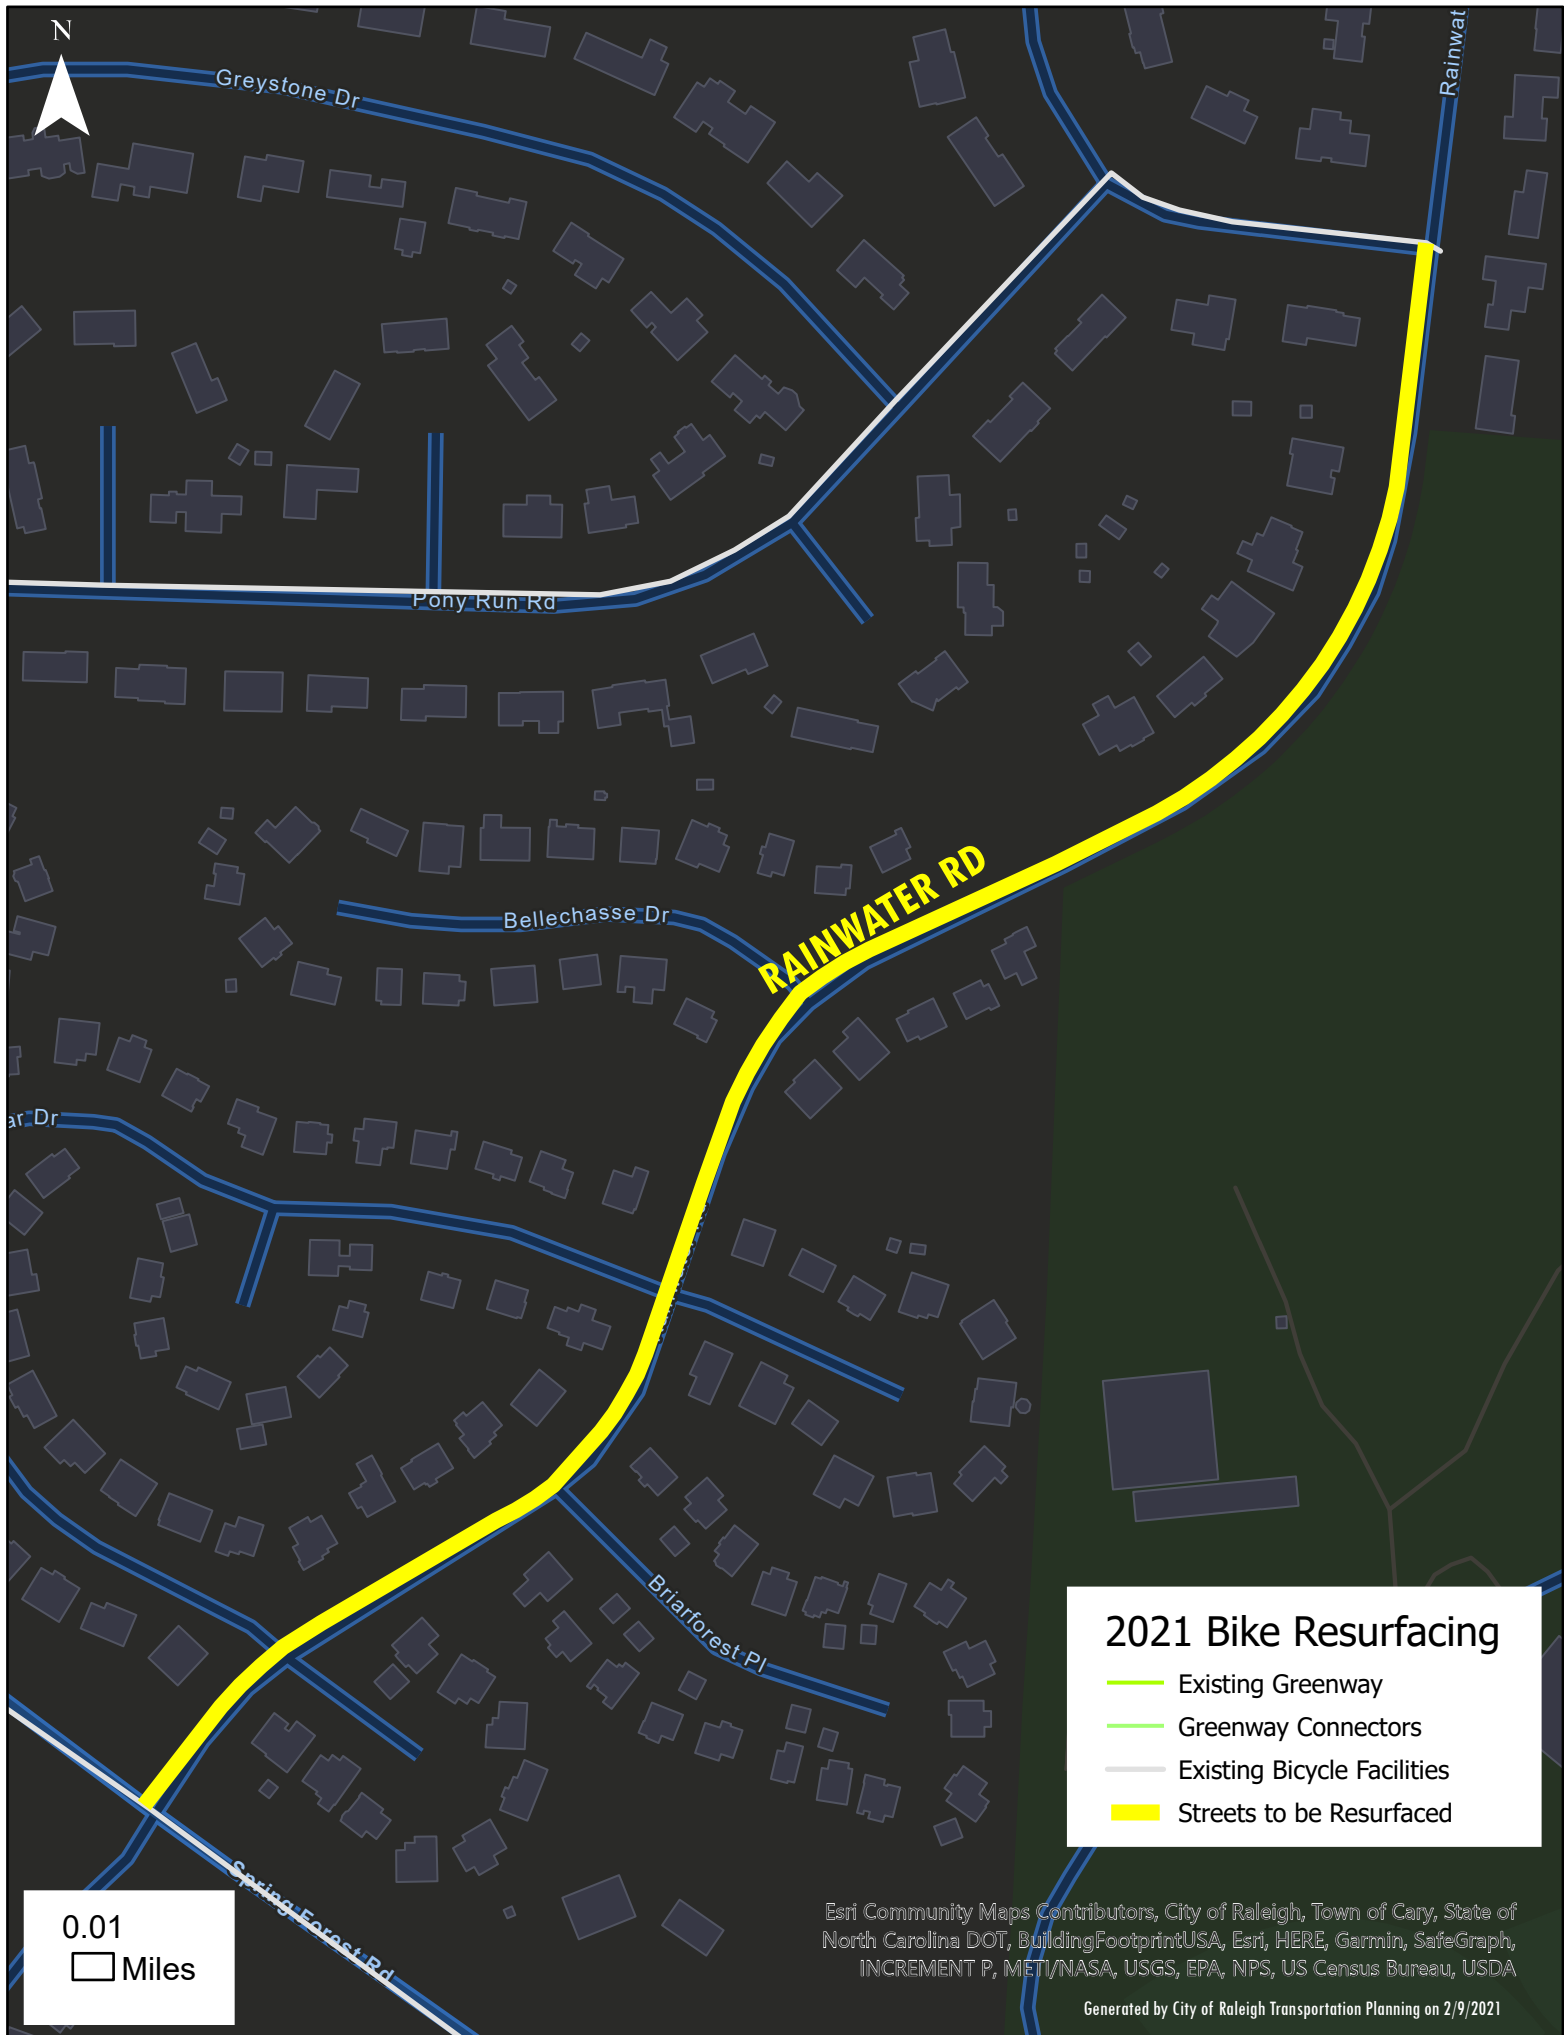 N
Greystone Dr
Rainwat
Pony Run Rd
RAINWATER RD
Bellechasse Dr
ar Dr
Briarforest Pl
Spring Forest Rd
2021 Bike Resurfacing
Existing Greenway
Greenway Connectors
Existing Bicycle Facilities
Streets to be Resurfaced
0.01
Miles
Esri Community Maps Contributors, City of Raleigh, Town of Cary, State of
North Carolina DOT, BuildingFootprintUSA, Esri, HERE, Garmin, SafeGraph,
INCREMENT P, METI/NASA, USGS, EPA, NPS, US Census Bureau, USDA
Generated by City of Raleigh Transportation Planning on 2/9/2021